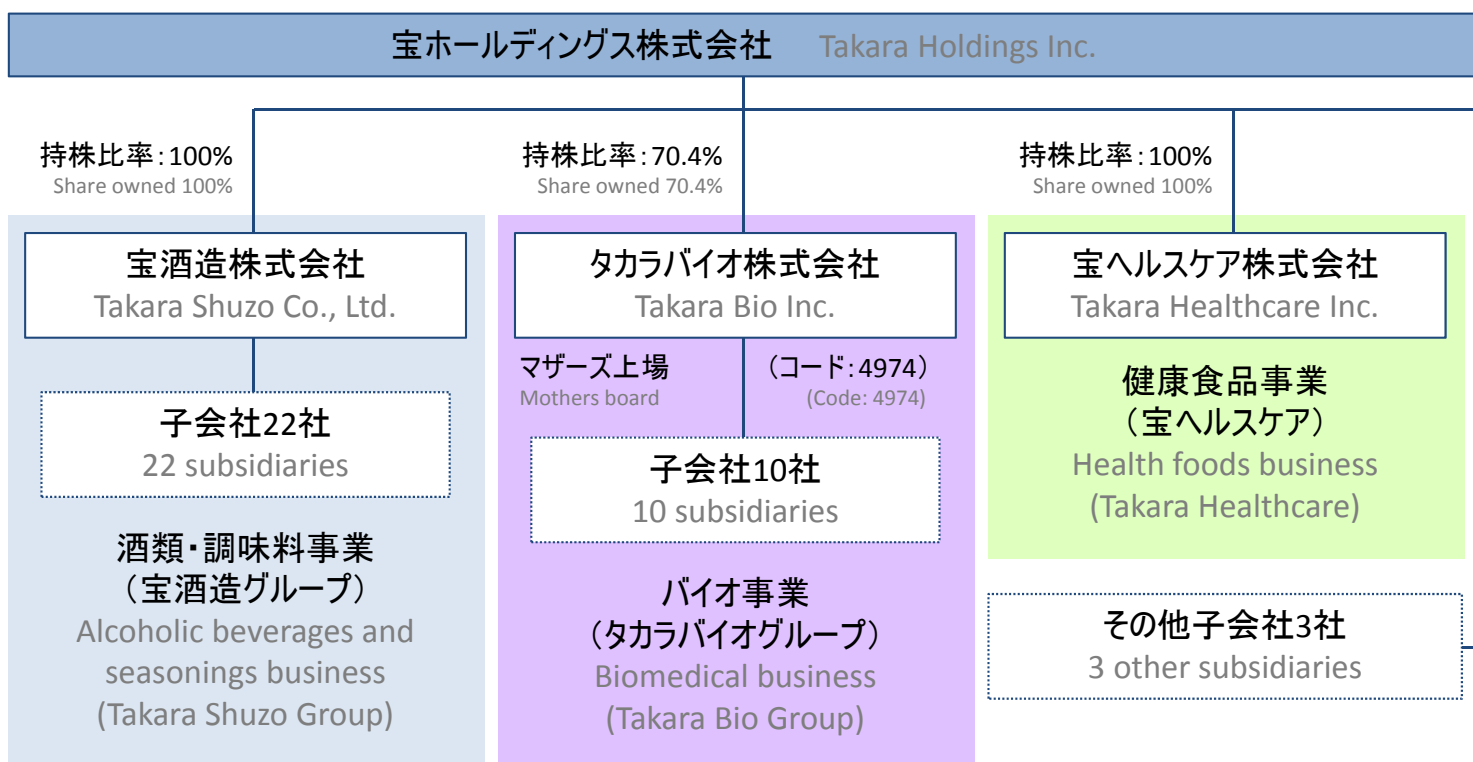 宝ホールディングス株式会社 Takara Holdings Inc.
持株比率：100%
Share owned 100%
持株比率：70.4%
Share owned 70.4%
持株比率：100%
Share owned 100%
宝酒造株式会社
Takara Shuzo Co., Ltd.
子会社22社
22 subsidiaries
酒類・調味料事業
（宝酒造グループ）
Alcoholic beverages and
seasonings business
(Takara Shuzo Group)
タカラバイオ株式会社
Takara Bio Inc.
マザーズ上場 （コード：4974）
Mothers board (Code: 4974)
子会社10社
10 subsidiaries
バイオ事業
（タカラバイオグループ）
Biomedical business
(Takara Bio Group)
宝ヘルスケア株式会社
Takara Healthcare Inc.
健康食品事業
（宝ヘルスケア）
Health foods business
(Takara Healthcare)
その他子会社3社
3 other subsidiaries